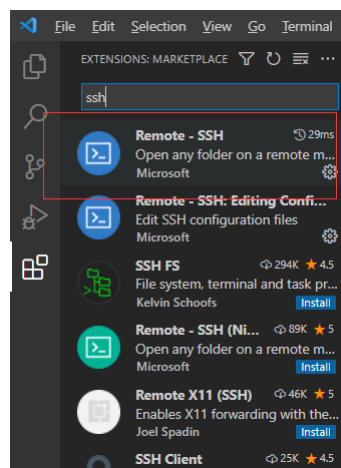 File Edit Selection View Go Terminal
EXTENSIONS: MARKETPLACE
ssh
Remote - SSH 29ms
Open any folder on a remote m...
Microsoft
Remote - SSH: Editing Confi...
Edit SSH configuration files
Microsoft
SSH FS 294K ★ 4.5
File system, terminal and task pr...
Kelvin Schoofs Install
Remote - SSH (Ni... 89K ★ 5
Open any folder on a remote m...
Microsoft Install
Remote X11 (SSH) 46K ★ 5
Enables X11 forwarding with the...
Joel Spadin Install
SSH Client 25K ★ 4.5